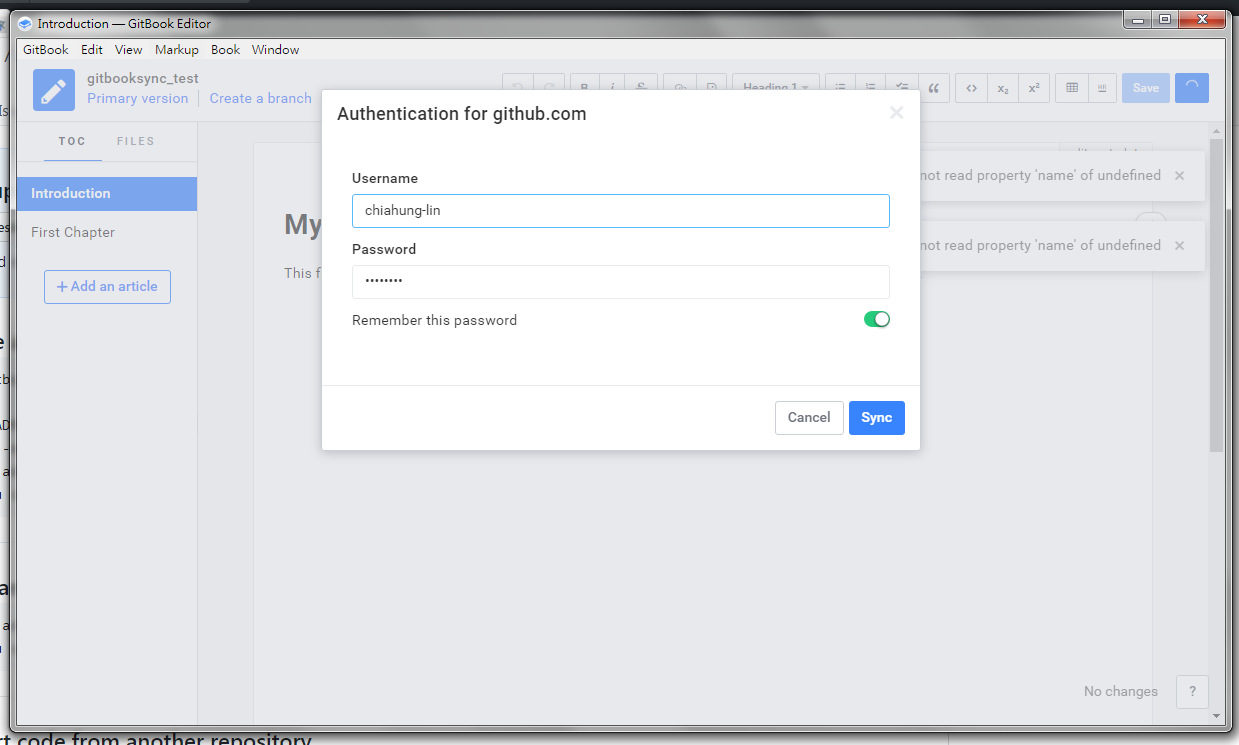 Introduction — GitBook Editor
GitBook Edit View Markup Book Window
gitbooksync_test
Primary version Create a branch
Heading 1
Save
TOC FILES
Introduction
First Chapter
+ Add an article
My
This f
Authentication for github.com
Username
chiahung-lin
Password
••••••••
Remember this password
Cancel Sync
not read property 'name' of undefined
not read property 'name' of undefined
No changes ?
rt code from another repository